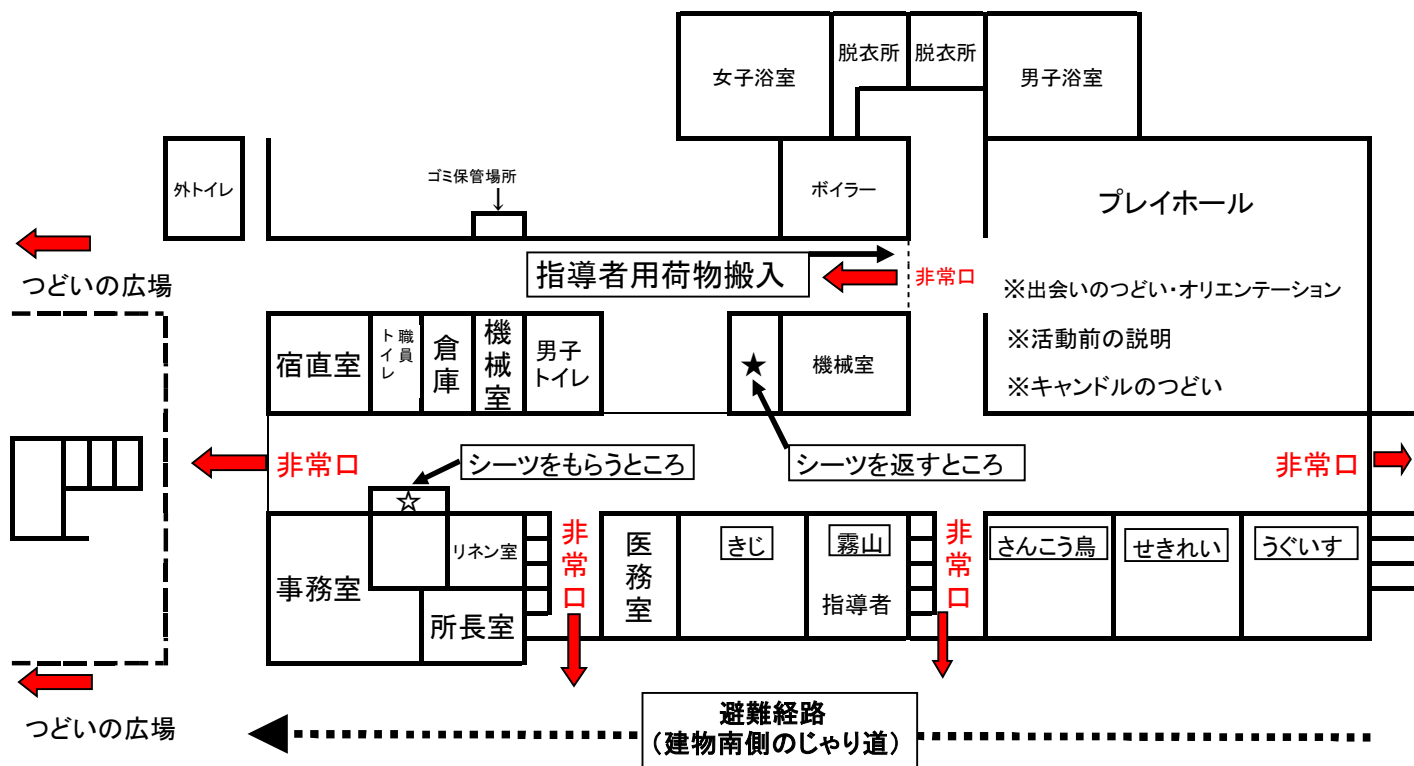 女子浴室
脱衣所
脱衣所
男子浴室
外トイレ
ゴミ保管場所
↓
ボイラー
プレイホール
つどいの広場
指導者用荷物搬入
非常口
※出会いのつどい・オリエンテーション
※活動前の説明
※キャンドルのつどい
宿直室
職員
トイレ
倉庫
機械室
男子
トイレ
★
機械室
非常口
シーツをもらうところ
シーツを返すところ
非常口
☆
事務室
リネン室
所長室
非常口
医務室
きじ
霧山
指導者
非常口
さんこう鳥
せきれい
うぐいす
つどいの広場
避難経路
（建物南側のじゃり道）